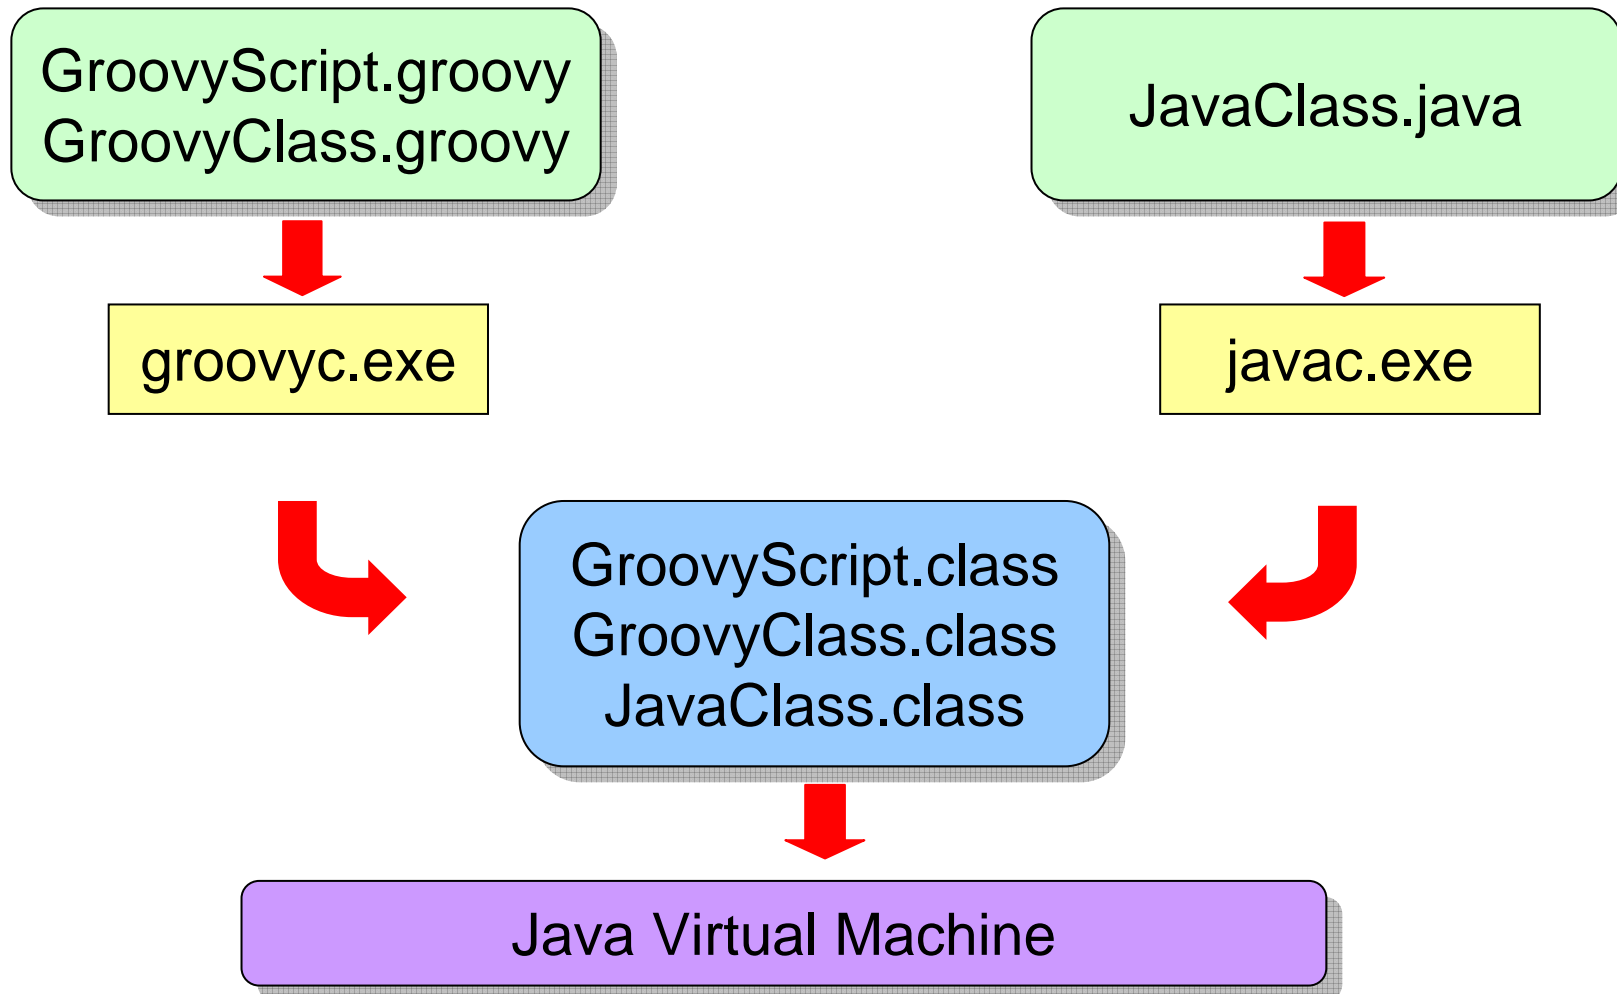 GroovyScript.groovy
GroovyClass.groovy
JavaClass.java
groovyc.exe
javac.exe
GroovyScript.class
GroovyClass.class
JavaClass.class
Java Virtual Machine